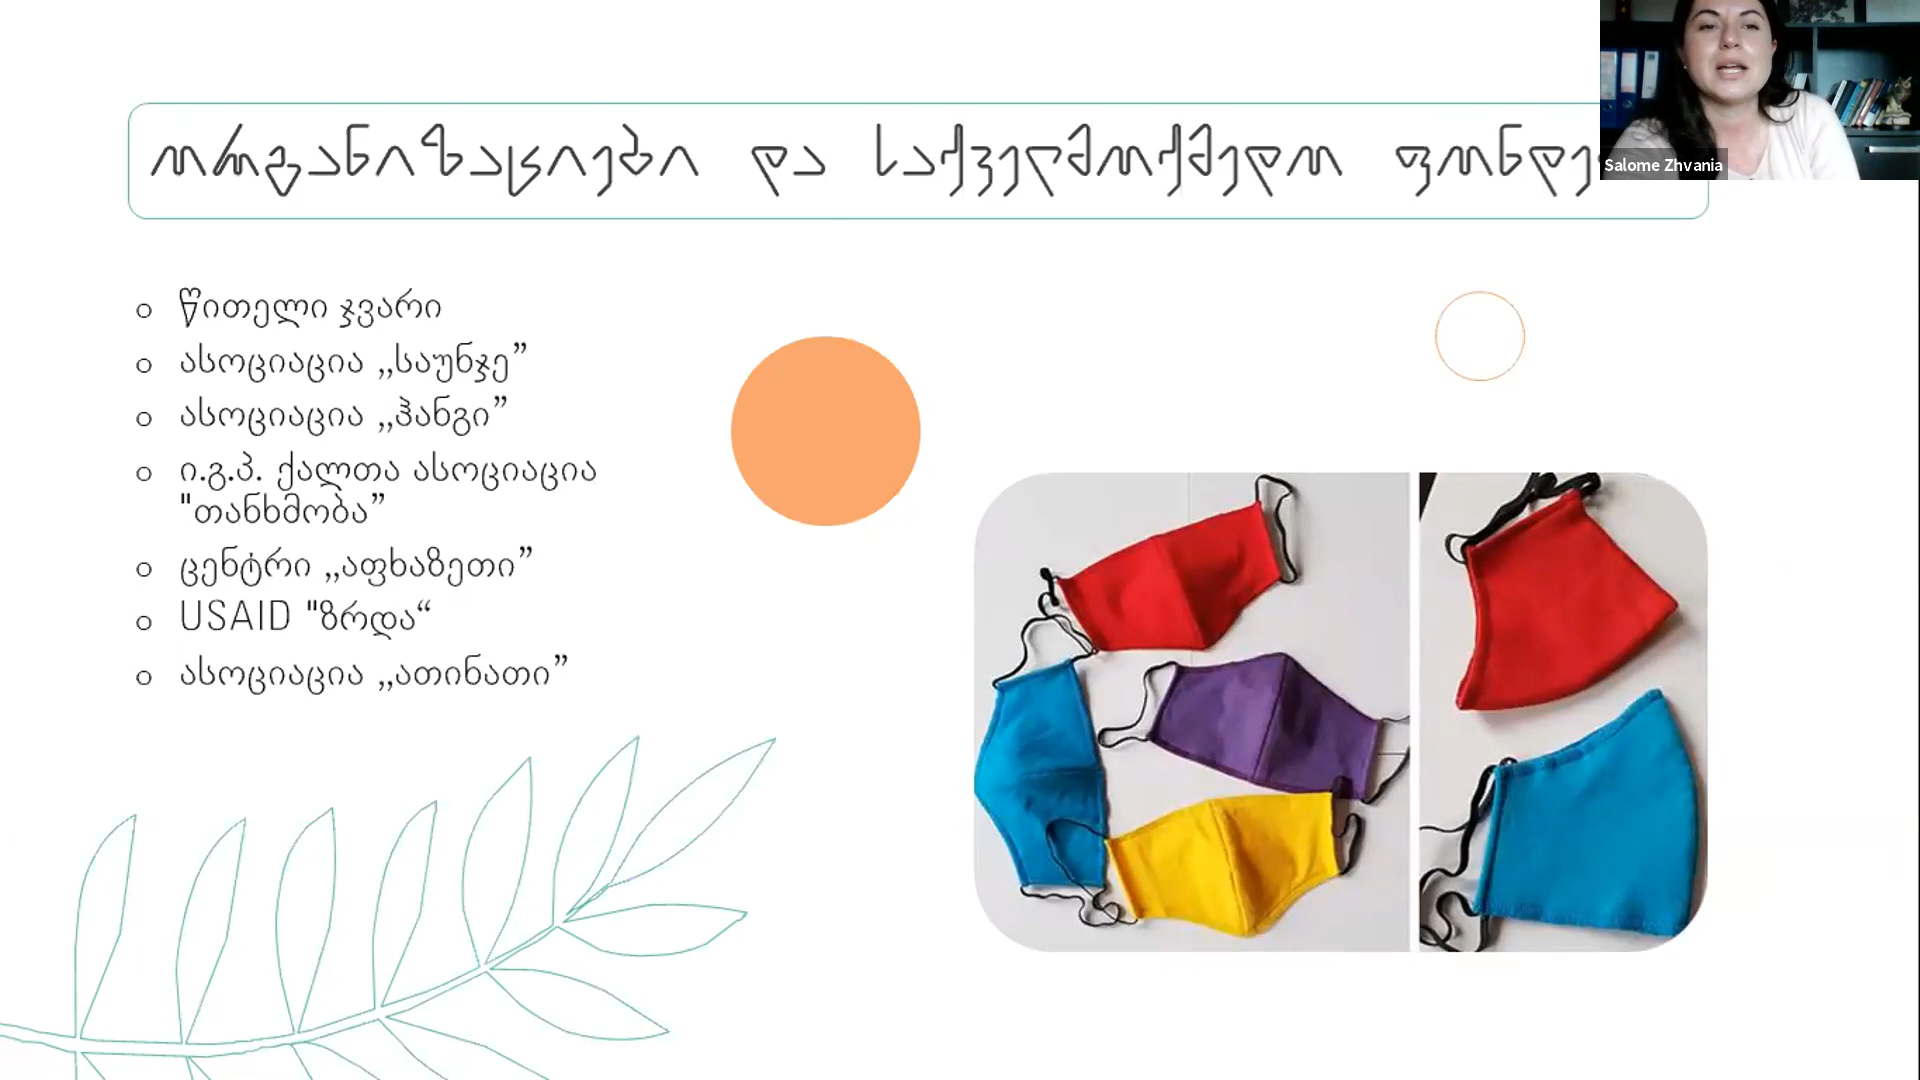 ორგანიზაციები და საქველმოქმედო
Salome Zhvania
წითელი ჯვარი
ასოციაცია „საუნჯე”
ასოციაცია „ჰანგი”
ი.გ.პ. ქალთა ასოციაცია
"თანხმობა”
ცენტრი „აფხაზეთი”
USAID "ზრდა“
ასოციაცია „ათინათი”